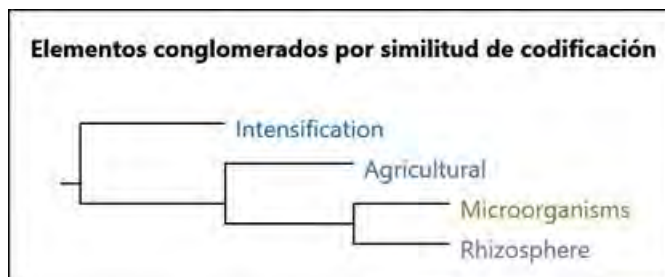 Elementos conglomerados por similitud de codificación
Intensification
Agricultural
Microorganisms
Rhizosphere